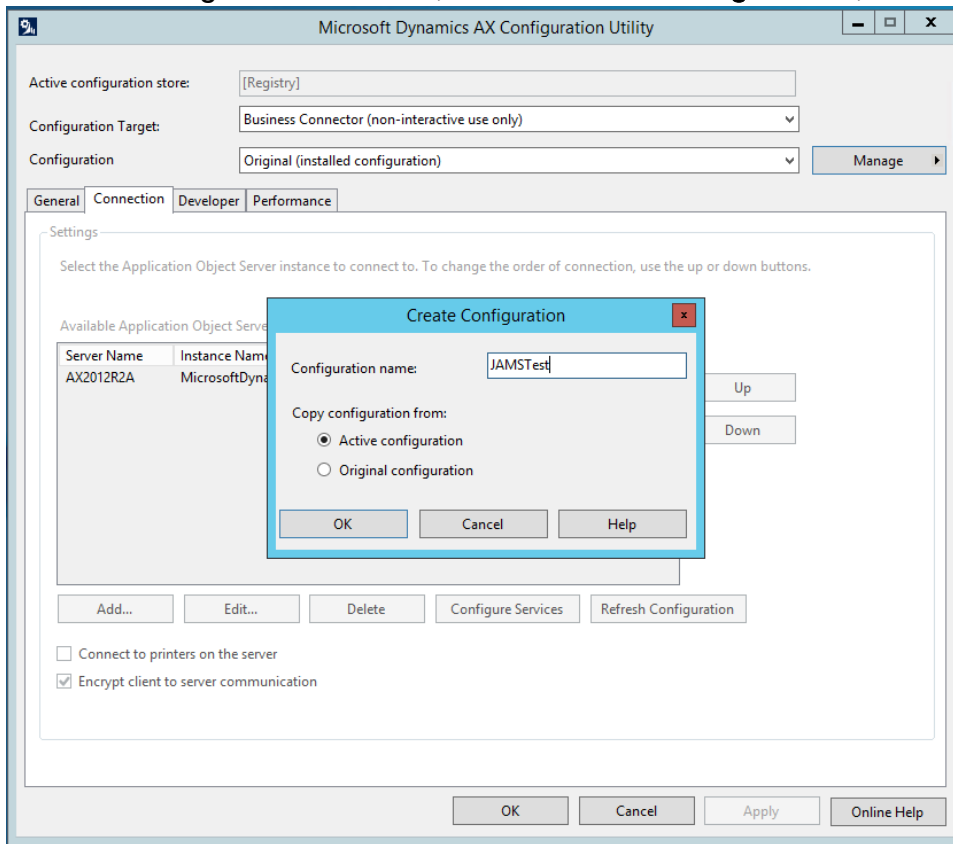 Microsoft Dynamics AX Configuration Utility
Active configuration store: [Registry]
Configuration Target: Business Connector (non-interactive use only)
Configuration Original (installed configuration) Manage
General Connection Developer Performance
Settings
Select the Application Object Server instance to connect to. To change the order of connection, use the up or down buttons.
Available Application Object Serve
Server Name Instance Nam
AX2012R2A MicrosoftDyna
Up
Down
Create Configuration
x
Configuration name: JAMSTest
Copy configuration from:
Active configuration
Original configuration
OK Cancel Help
Add... Edit... Delete Configure Services Refresh Configuration
Connect to printers on the server
Encrypt client to server communication
OK Cancel Apply Online Help